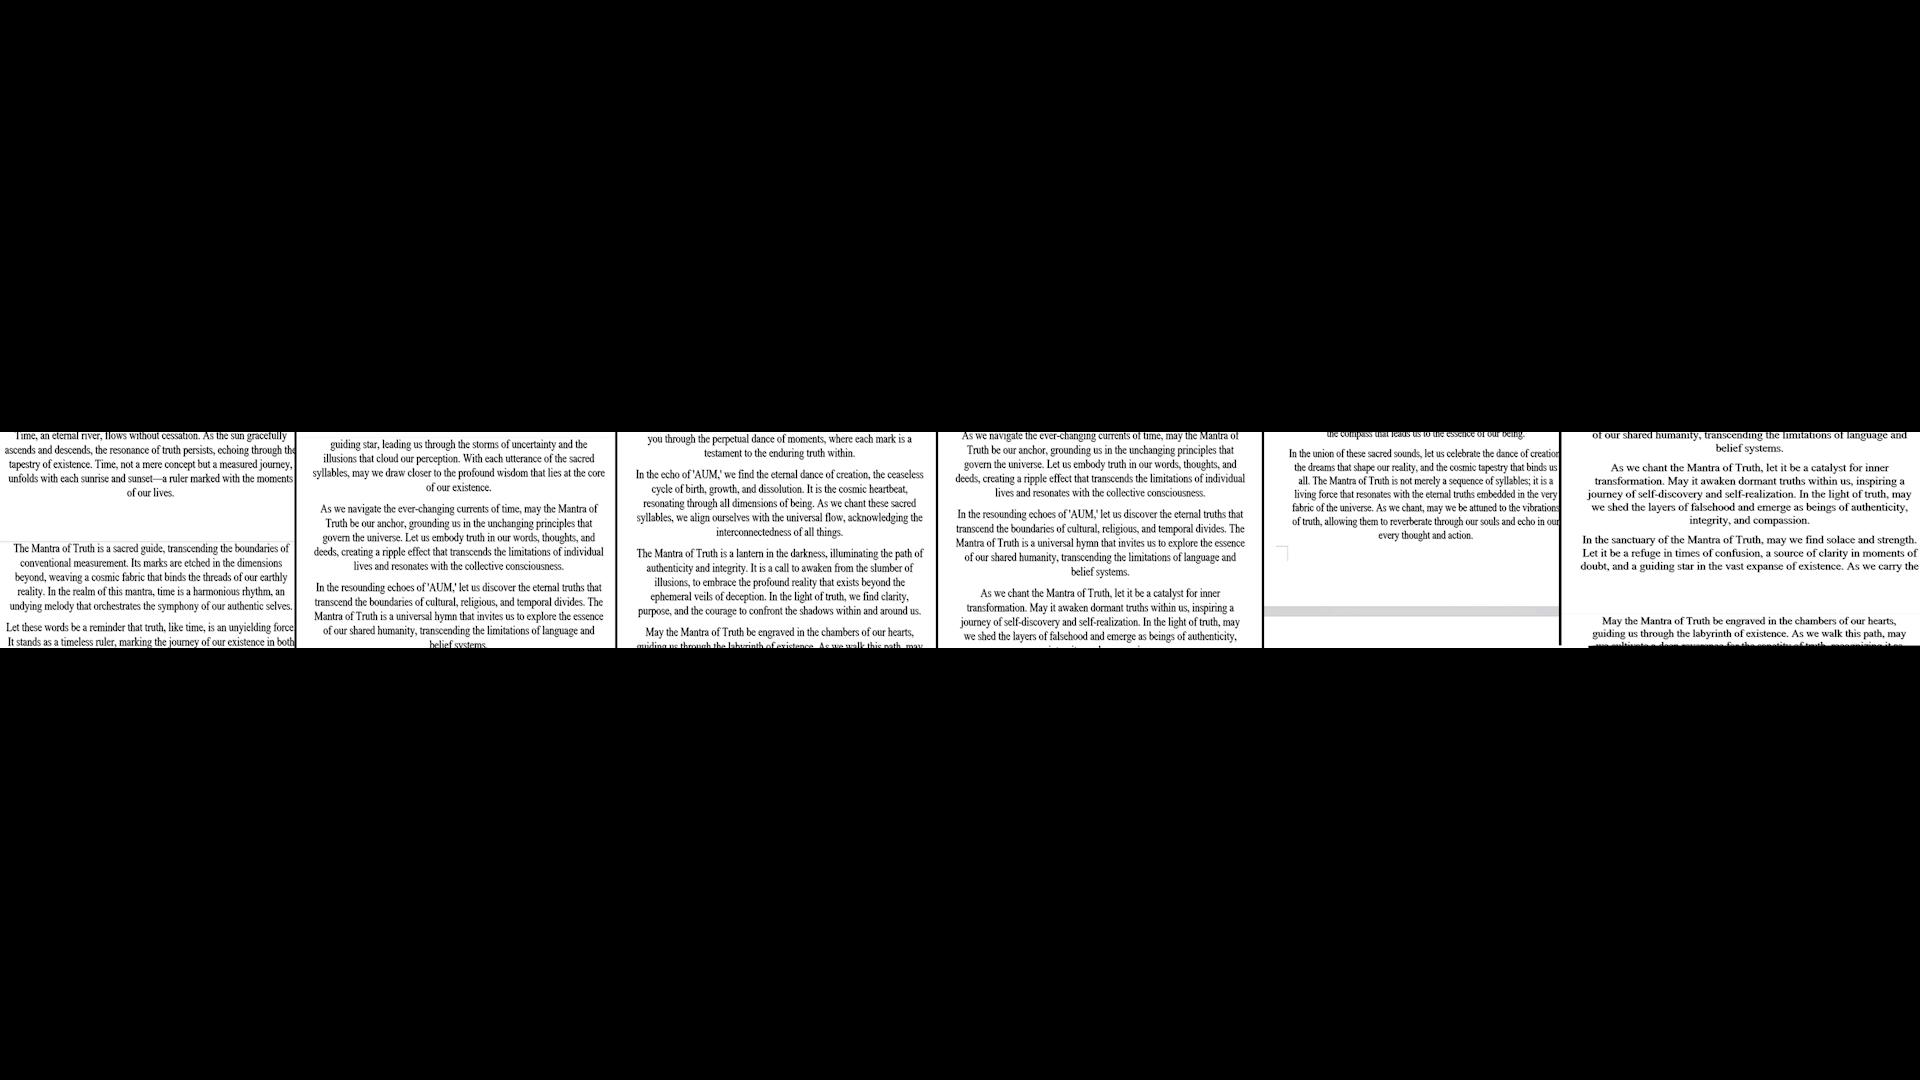 Time, an eternal river, flows without cessation. As the sun gracefully
ascends and descends, the resonance of truth persists, echoing through the
tapestry of existence. Time, not a mere concept but a measured journey,
unfolds with each sunrise and sunset—a ruler marked with the moments
of our lives.
The Mantra of Truth is a sacred guide, transcending the boundaries of
conventional measurement. Its marks are etched in the dimensions
beyond, weaving a cosmic fabric that binds the threads of our earthly
reality. In the realm of this mantra, time is a harmonious rhythm, an
undying melody that orchestrates the symphony of our authentic selves.
Let these words be a reminder that truth, like time, is an unyielding force
It stands as a timeless ruler, marking the journey of our existence in both
guiding star, leading us through the storms of uncertainty and the
illusions that cloud our perception. With each utterance of the sacred
syllables, may we draw closer to the profound wisdom that lies at the core
of our existence.
As we navigate the ever-changing currents of time, may the Mantra of
Truth be our anchor, grounding us in the unchanging principles that
govern the universe. Let us embody truth in our words, thoughts, and
deeds, creating a ripple effect that transcends the limitations of individual
lives and resonates with the collective consciousness.
In the resounding echoes of 'AUM,' let us discover the eternal truths that
transcend the boundaries of cultural, religious, and temporal divides. The
Mantra of Truth is a universal hymn that invites us to explore the essence
of our shared humanity, transcending the limitations of language and
belief systems.
you through the perpetual dance of moments, where each mark is a
testament to the enduring truth within.
In the echo of 'AUM,' we find the eternal dance of creation, the ceaseless
cycle of birth, growth, and dissolution. It is the cosmic heartbeat,
resonating through all dimensions of being. As we chant these sacred
syllables, we align ourselves with the universal flow, acknowledging the
interconnectedness of all things.
The Mantra of Truth is a lantern in the darkness, illuminating the path of
authenticity and integrity. It is a call to awaken from the slumber of
illusions, to embrace the profound reality that exists beyond the
ephemeral veils of deception. In the light of truth, we find clarity,
purpose, and the courage to confront the shadows within and around us.
May the Mantra of Truth be engraved in the chambers of our hearts,
guiding us through the labyrinth of existence. As we walk this path, may
As we navigate the ever-changing currents of time, may the Mantra of
Truth be our anchor, grounding us in the unchanging principles that
govern the universe. Let us embody truth in our words, thoughts, and
deeds, creating a ripple effect that transcends the limitations of individual
lives and resonates with the collective consciousness.
In the resounding echoes of 'AUM,' let us discover the eternal truths that
transcend the boundaries of cultural, religious, and temporal divides. The
Mantra of Truth is a universal hymn that invites us to explore the essence
of our shared humanity, transcending the limitations of language and
belief systems.
As we chant the Mantra of Truth, let it be a catalyst for inner
transformation. May it awaken dormant truths within us, inspiring a
journey of self-discovery and self-realization. In the light of truth, may
we shed the layers of falsehood and emerge as beings of authenticity,
the compass that leads us to the essence of our being.
In the union of these sacred sounds, let us celebrate the dance of creation
the dreams that shape our reality, and the cosmic tapestry that binds us
all. The Mantra of Truth is not merely a sequence of syllables; it is a
living force that resonates with the eternal truths embedded in the very
fabric of the universe. As we chant, may we be attuned to the vibrations
of truth, allowing them to reverberate through our souls and echo in our
every thought and action.
of our shared humanity, transcending the limitations of language and
belief systems.
As we chant the Mantra of Truth, let it be a catalyst for inner
transformation. May it awaken dormant truths within us, inspiring a
journey of self-discovery and self-realization. In the light of truth, may
we shed the layers of falsehood and emerge as beings of authenticity,
integrity, and compassion.
In the sanctuary of the Mantra of Truth, may we find solace and strength.
Let it be a refuge in times of confusion, a source of clarity in moments of
doubt, and a guiding star in the vast expanse of existence. As we carry the
May the Mantra of Truth be engraved in the chambers of our hearts,
guiding us through the labyrinth of existence. As we walk this path, may